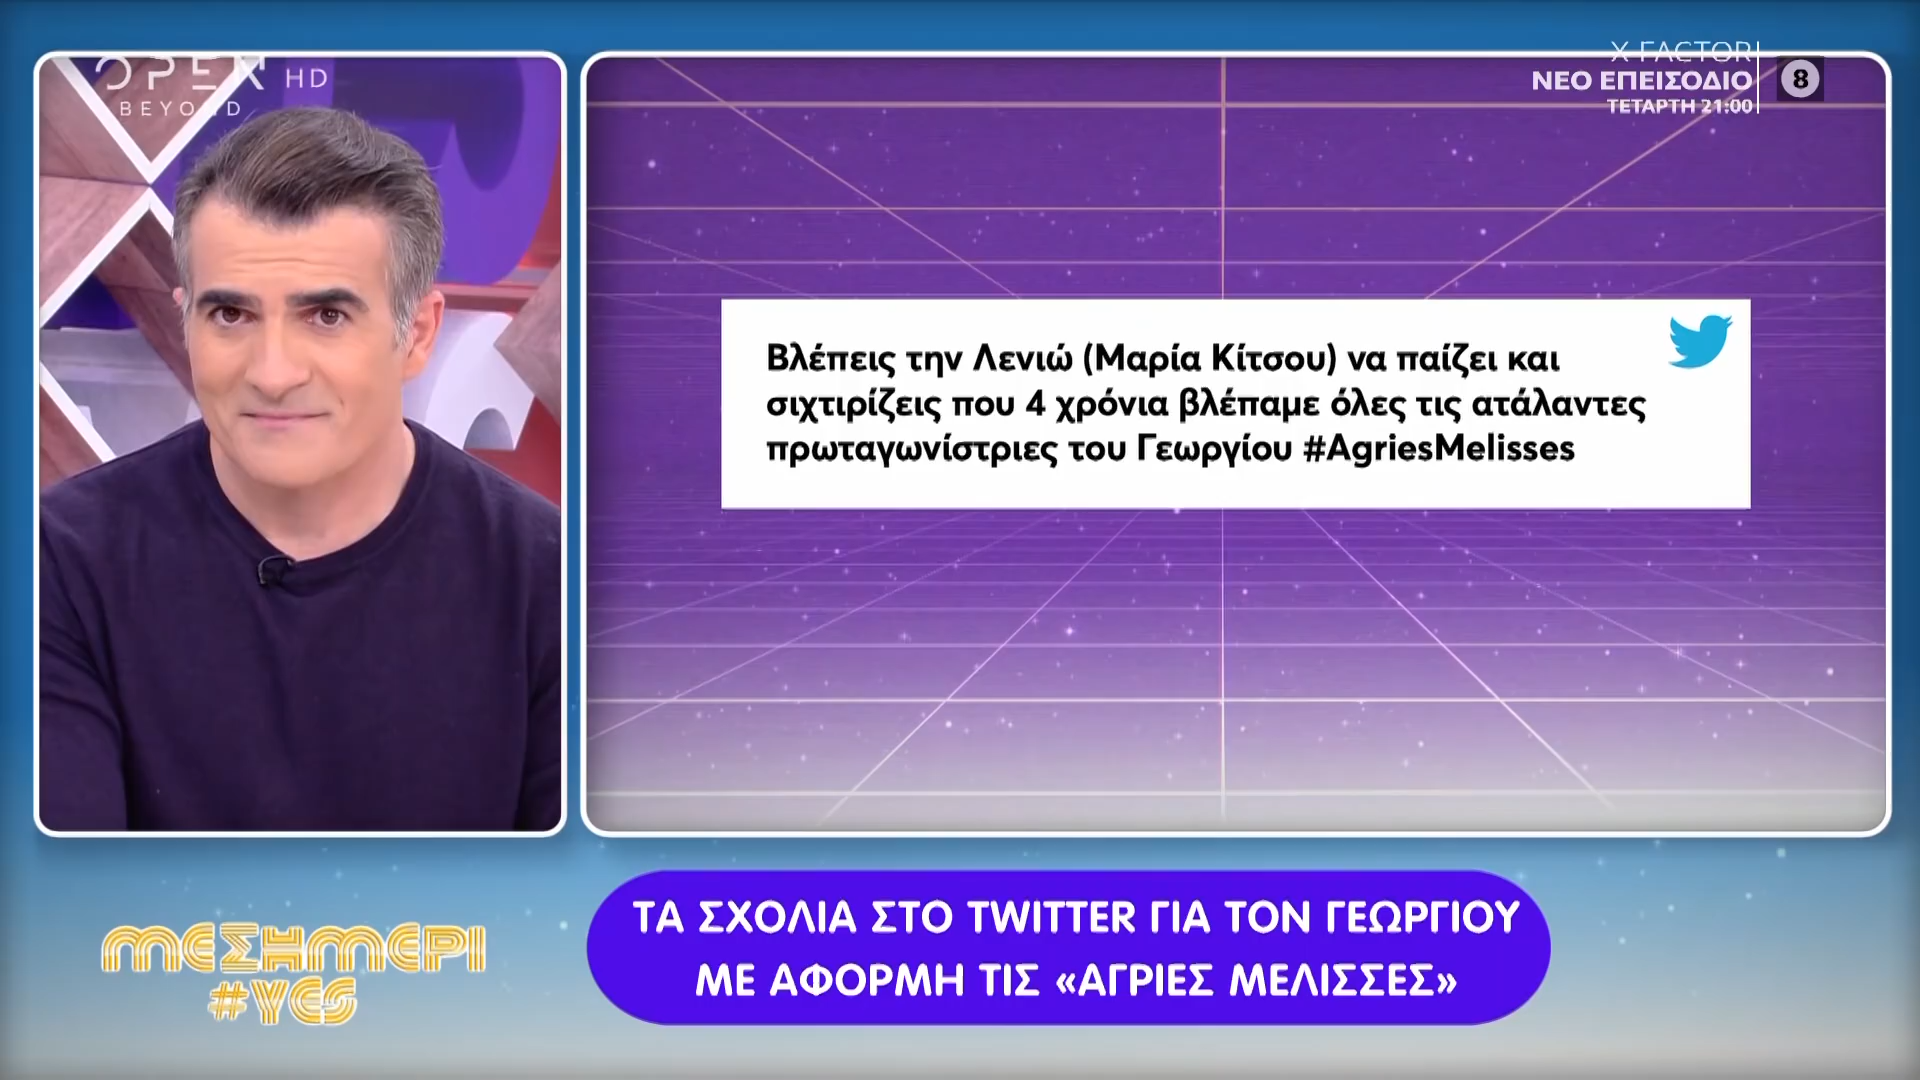 OPEN HD
BEYOND
X FACTOR
ΝΕΟ ΕΠΕΙΣΟΔΙΟ
ΤΕΤΑΡΤΗ 21:00
8
Βλέπεις την Λενιώ (Μαρία Κίτσου) να παίζει και
σιχτιρίζεις που 4 χρόνια βλέπαμε όλες τις ατάλαντες
πρωταγωνίστριες του Γεωργίου #AgriesMelisses
ΤΑ ΣΧΟΛΙΑ ΣΤΟ TWITTER ΓΙΑ ΤΟΝ ΓΕΩΡΓΙΟΥ
ΜΕ ΑΦΟΡΜΗ ΤΙΣ «ΑΓΡΙΕΣ ΜΕΛΙΣΣΕΣ»
ΜΕΣΗΜΕΡΙ
#YES